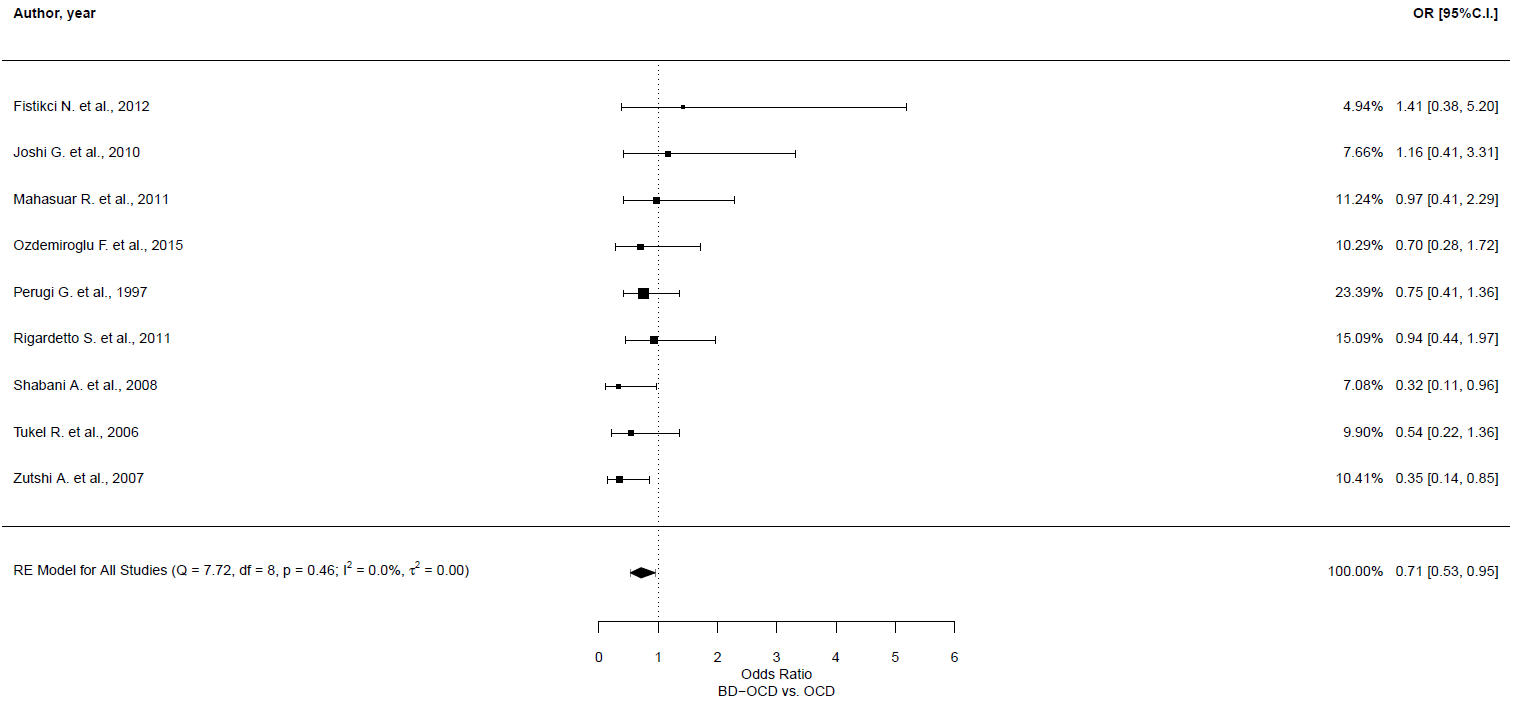 Author, year OR [95%C.I.]
Fistikci N. et al., 2012 4.94% 1.41 [0.38, 5.20]
Joshi G. et al., 2010 7.66% 1.16 [0.41, 3.31]
Mahasuar R. et al., 2011 11.24% 0.97 [0.41, 2.29]
Ozdemiroglu F. et al., 2015 10.29% 0.70 [0.28, 1.72]
Perugi G. et al., 1997 23.39% 0.75 [0.41, 1.36]
Rigardetto S. et al., 2011 15.09% 0.94 [0.44, 1.97]
Shabani A. et al., 2008 7.08% 0.32 [0.11, 0.96]
Tukel R. et al., 2006 9.90% 0.54 [0.22, 1.36]
Zutshi A. et al., 2007 10.41% 0.35 [0.14, 0.85]
RE Model for All Studies (Q = 7.72, df = 8, p = 0.46; I² = 0.0%, τ² = 0.00) 100.00% 0.71 [0.53, 0.95]
0 1 2 3 4 5 6
Odds Ratio
BD−OCD vs. OCD